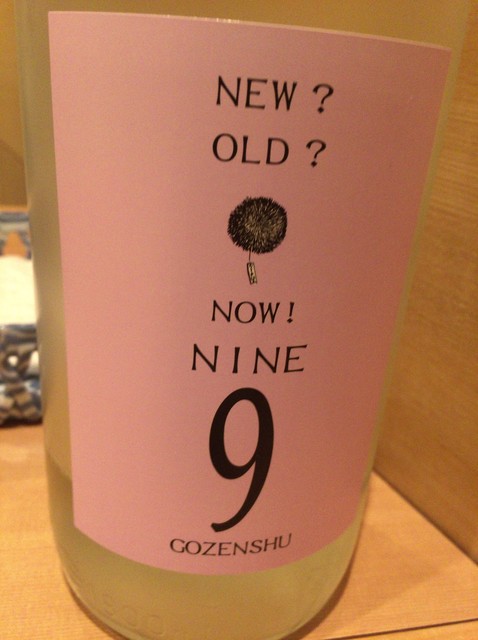 NEW ?
OLD ?
NOW !
NINE
9
GOZENSHU